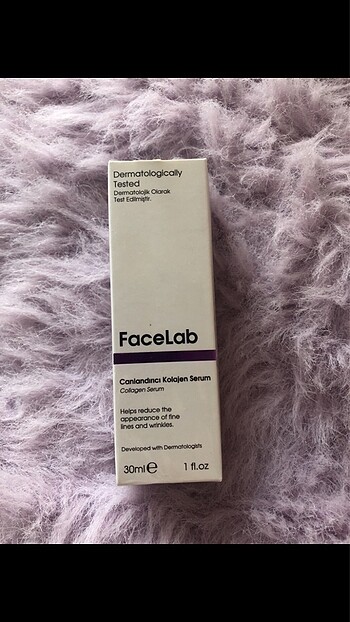 Dermatologically
Tested
Dermatolojik Olarak
Test Edilmiştir.
FaceLab
Canlandırıcı Kolajen Serum
Collagen Serum
Helps reduce the
appearance of fine
lines and wrinkles.
Developed with Dermatologists
30ml ℮ 1 fl.oz